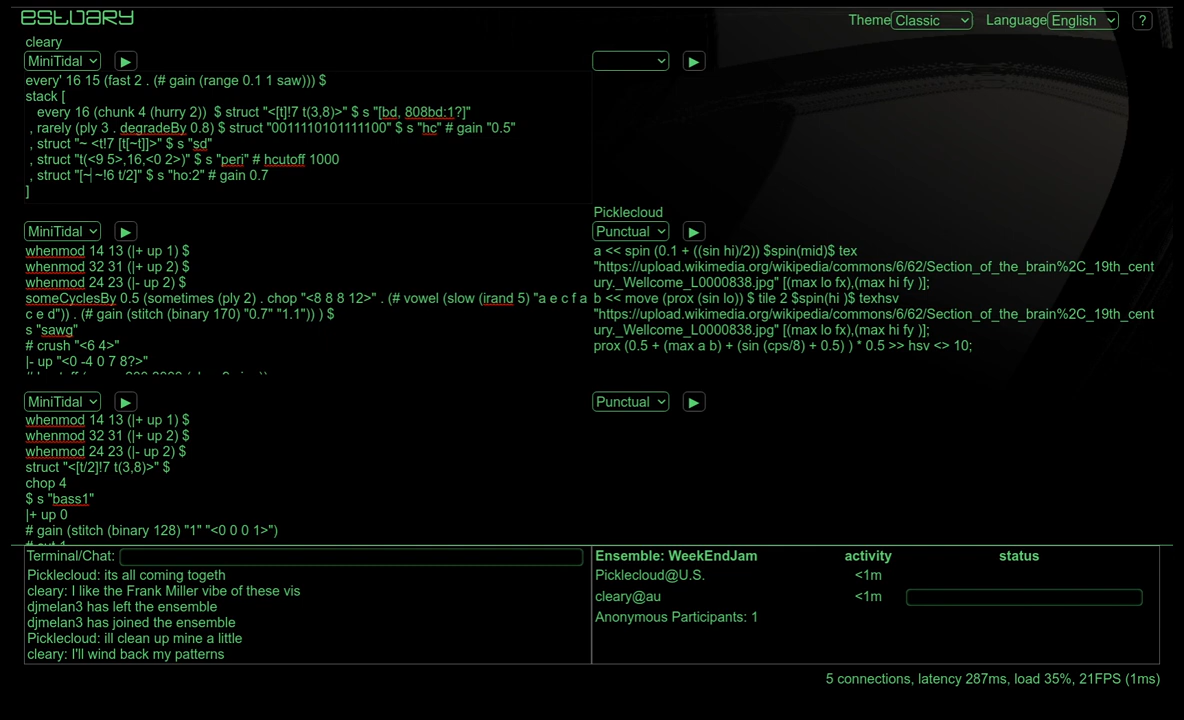 estuary
Theme Classic Language English ?
cleary
MiniTidal
every' 16 15 (fast 2 . (# gain (range 0.1 1 saw))) $
stack [
every 16 (chunk 4 (hurry 2))  $ struct "<[t]!7 t(3,8)>" $ s "[bd, 808bd:1?]"
, rarely (ply 3 . degradeBy 0.8) $ struct "0011110101111100" $ s "hc" # gain "0.5"
, struct "~ <t!7 [t[~t]]>" $ s "sd"
, struct "t(<9 5>,16,<0 2>)" $ s "peri" # hcutoff 1000
, struct "[~ ~!6 t/2]" $ s "ho:2" # gain 0.7
]
MiniTidal
whenmod 14 13 (|+ up 1) $
whenmod 32 31 (|+ up 2) $
whenmod 24 23 (|- up 2) $
someCyclesBy 0.5 (sometimes (ply 2) . chop "<8 8 8 12>" . (# vowel (slow (irand 5) "a e c f a
c e d")) . (# gain (stitch (binary 170) "0.7" "1.1")) ) $
s "sawg"
# crush "<6 4>"
|- up "<0 -4 0 7 8?>"
Picklecloud
Punctual
a << spin (0.1 + ((sin hi)/2)) $spin(mid)$ tex
"https://upload.wikimedia.org/wikipedia/commons/6/62/Section_of_the_brain%2C_19th_cent
ury._Wellcome_L0000838.jpg" [(max lo fx),(max hi fy )];
b << move (prox (sin lo)) $ tile 2 $spin(hi )$ texhsv
"https://upload.wikimedia.org/wikipedia/commons/6/62/Section_of_the_brain%2C_19th_cent
ury._Wellcome_L0000838.jpg" [(max lo fx),(max hi fy )];
prox (0.5 + (max a b) + (sin (cps/8) + 0.5) ) * 0.5 >> hsv <> 10;
MiniTidal
whenmod 14 13 (|+ up 1) $
whenmod 32 31 (|+ up 2) $
whenmod 24 23 (|- up 2) $
struct "<[t/2]!7 t(3,8)>" $
chop 4
$ s "bass1"
|+ up 0
# gain (stitch (binary 128) "1" "<0 0 0 1>")
Punctual
Terminal/Chat:
Picklecloud: its all coming togeth
cleary: I like the Frank Miller vibe of these vis
djmelan3 has left the ensemble
djmelan3 has joined the ensemble
Picklecloud: ill clean up mine a little
cleary: I'll wind back my patterns
Ensemble: WeekEndJam activity status
Picklecloud@U.S. <1m
cleary@au <1m
Anonymous Participants: 1
5 connections, latency 287ms, load 35%, 21FPS (1ms)